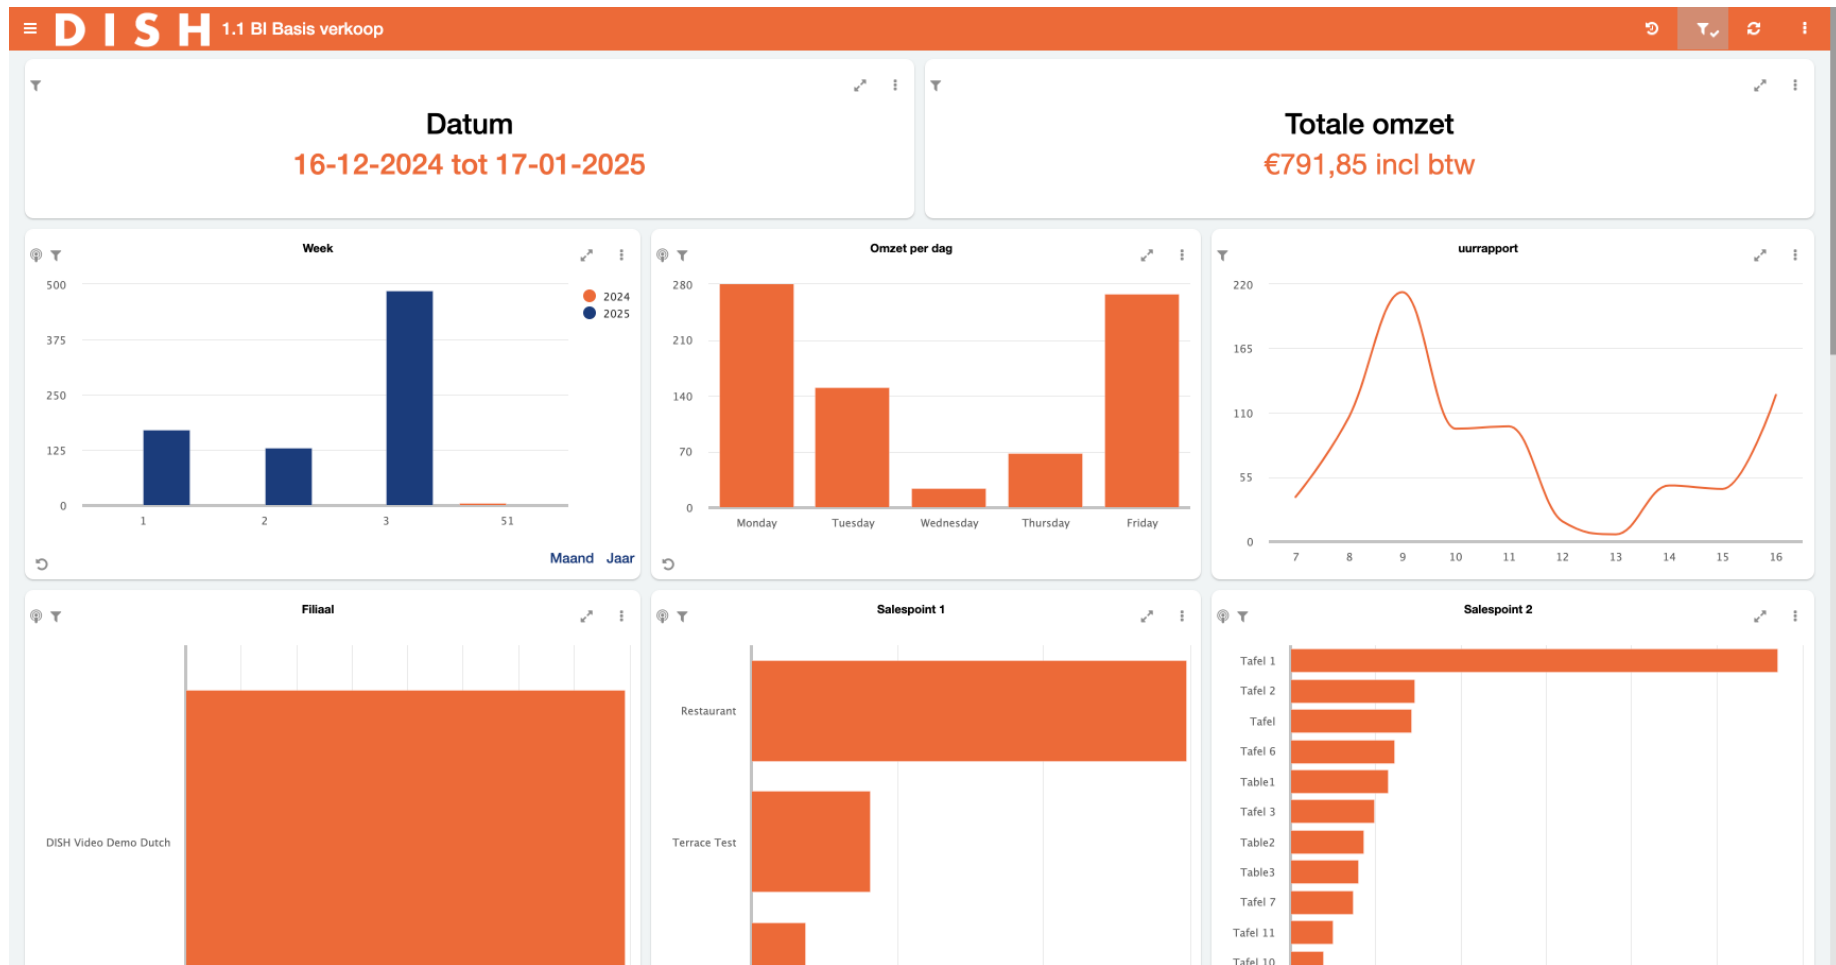 DISH 1.1 BI Basis verkoop
Datum
16-12-2024 tot 17-01-2025
Totale omzet
€791,85 incl btw
Week
500
375
250
125
0
1 2 3 51
2024
2025
Maand Jaar
Omzet per dag
280
210
140
70
0
Monday Tuesday Wednesday Thursday Friday
uurrapport
220
165
110
55
0
7 8 9 10 11 12 13 14 15 16
Filiaal
DISH Video Demo Dutch
Salespoint 1
Restaurant
Terrace Test
Salespoint 2
Tafel 1
Tafel 2
Tafel
Tafel 6
Table1
Tafel 3
Table2
Table3
Tafel 7
Tafel 11
Tafel 10